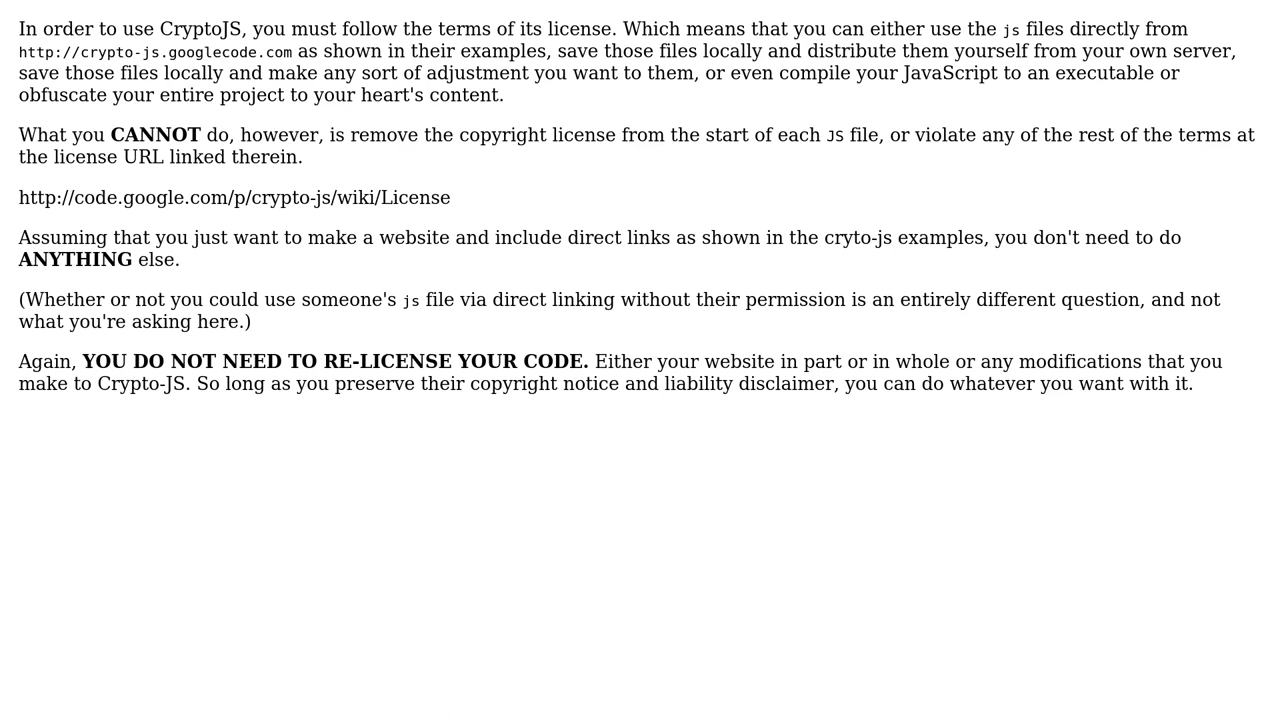 In order to use CryptoJS, you must follow the terms of its license. Which means that you can either use the js files directly from
http://crypto-js.googlecode.com as shown in their examples, save those files locally and distribute them yourself from your own server,
save those files locally and make any sort of adjustment you want to them, or even compile your JavaScript to an executable or
obfuscate your entire project to your heart's content.
What you CANNOT do, however, is remove the copyright license from the start of each JS file, or violate any of the rest of the terms at
the license URL linked therein.
http://code.google.com/p/crypto-js/wiki/License
Assuming that you just want to make a website and include direct links as shown in the cryto-js examples, you don't need to do
ANYTHING else.
(Whether or not you could use someone's js file via direct linking without their permission is an entirely different question, and not
what you're asking here.)
Again, YOU DO NOT NEED TO RE-LICENSE YOUR CODE. Either your website in part or in whole or any modifications that you
make to Crypto-JS. So long as you preserve their copyright notice and liability disclaimer, you can do whatever you want with it.